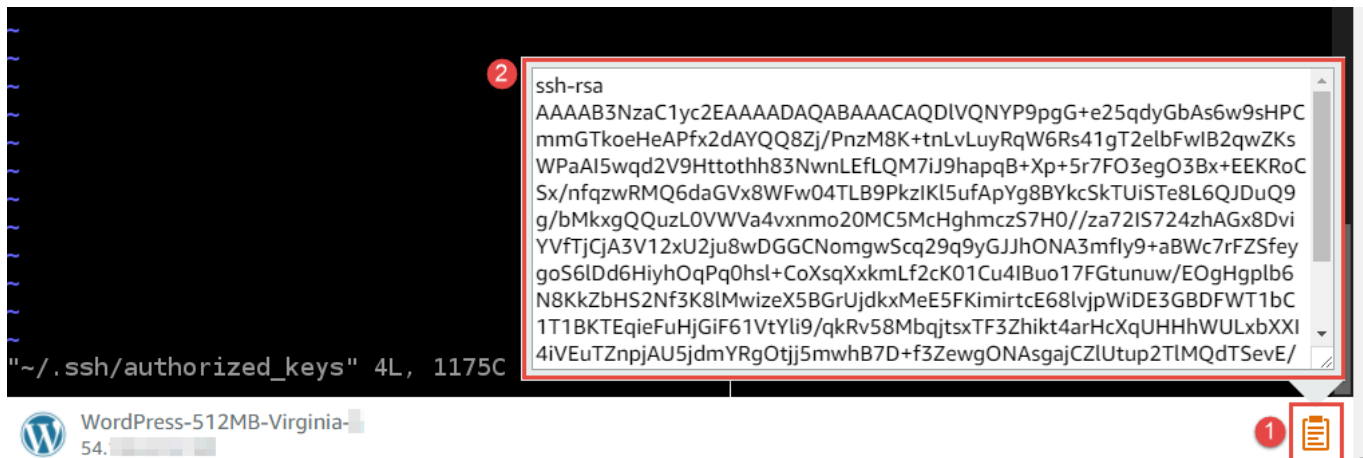 ~
~
~
~
~
~
~
~
~
~
~
~
2
ssh-rsa
AAAAB3NzaC1yc2EAAAADAQABAAACAQDlVQNYP9pgG+e25qdyGbAs6w9sHPC
mmGTkoeHeAPfx2dAYQQ8Zj/PnzM8K+tnLvLuyRqW6Rs41gT2elbFwIB2qwZKs
WPaAI5wqd2V9Httothh83NwnLEfLQM7iJ9hapqB+Xp+5r7FO3egO3Bx+EEKRoC
Sx/nfqzwRMQ6daGVx8WFw04TLB9PkzIKl5ufApYg8BYkcSkTUiSTe8L6QJDuQ9
g/bMkxgQQuzL0VWVa4vxnmo20MC5McHghmczS7H0//za72IS724zhAGx8Dvi
YVfTjCjA3V12xU2ju8wDGGCNomgwScq29q9yGJJhONA3mfIy9+aBWc7rFZSfey
goS6lDd6HiyhOqPq0hsl+CoXsqXxkmLf2cK01Cu4IBuo17FGtunuw/EOgHgplb6
N8KkZbHS2Nf3K8lMwizeX5BGrUjdkxMeE5FKimirtcE68lvjpWiDE3GBDFWT1bC
1T1BKTEqieFuHjGiF61VtYli9/qkRv58MbqjtsxTF3Zhikt4arHcXqUHHhWULxbXXI
4iVEuTZnpjAU5jdmYRgOtjj5mwhB7D+f3ZewgONAsgajCZlUtup2TlMQdTSevE/
"~/.ssh/authorized_keys" 4L, 1175C
WordPress-512MB-Virginia-
54.
1